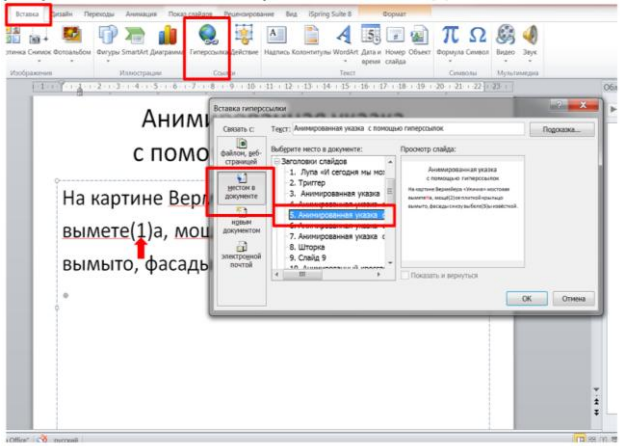 Вставка Дизайн Переходы Анимация Показ слайдов Рецензирование Вид iSpring Suite 8 Формат
Снимок Фотоальбом Фигуры SmartArt Диаграмма Гиперссылка Действие Надпись Колонтитулы WordArt Дата и время Номер слайда Объект Формула Символ Видео Звук
Изображения Иллюстрации Ссылки Текст Символы Мультимедиа
Аними
с помо
На картине Верм
вымете(1)а, мощ
вымыто, фасады
Вставка гиперссылки
Связать с: Текст: Анимированная указка с помощью гиперссылок Подсказка...
файлом, веб-страницей
местом в документе
новым документом
электронной почтой
Выберите место в документе:
Заголовки слайдов
1. Лупа «И сегодня мы мо
2. Триггер
3. Анимированная указка
5. Анимированная указка с
7. Анимированная указка с
8. Шторка
9. Слайд 9
Просмотр слайда:
Анимированная указка
с помощью гиперссылок
Показать и вернуться
OK Отмена
русский